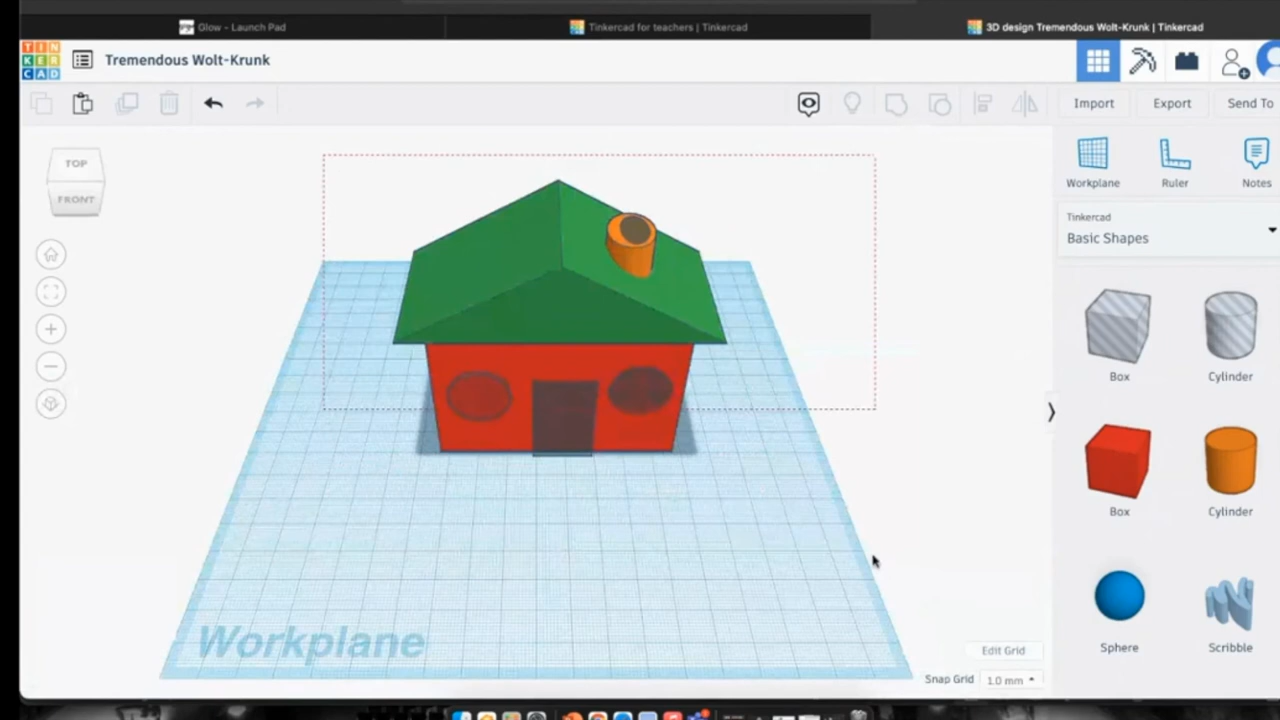 Glow - Launch Pad
Tinkercad for teachers | Tinkercad
3D design Tremendous Wolt-Krunk | Tinkercad
TIN
KER
CAD
Tremendous Wolt-Krunk
Import
Export
Send To
TOP
FRONT
Workplane
Ruler
Notes
Tinkercad
Basic Shapes
Box
Cylinder
Box
Cylinder
Sphere
Scribble
Workplane
Edit Grid
Snap Grid
1.0 mm